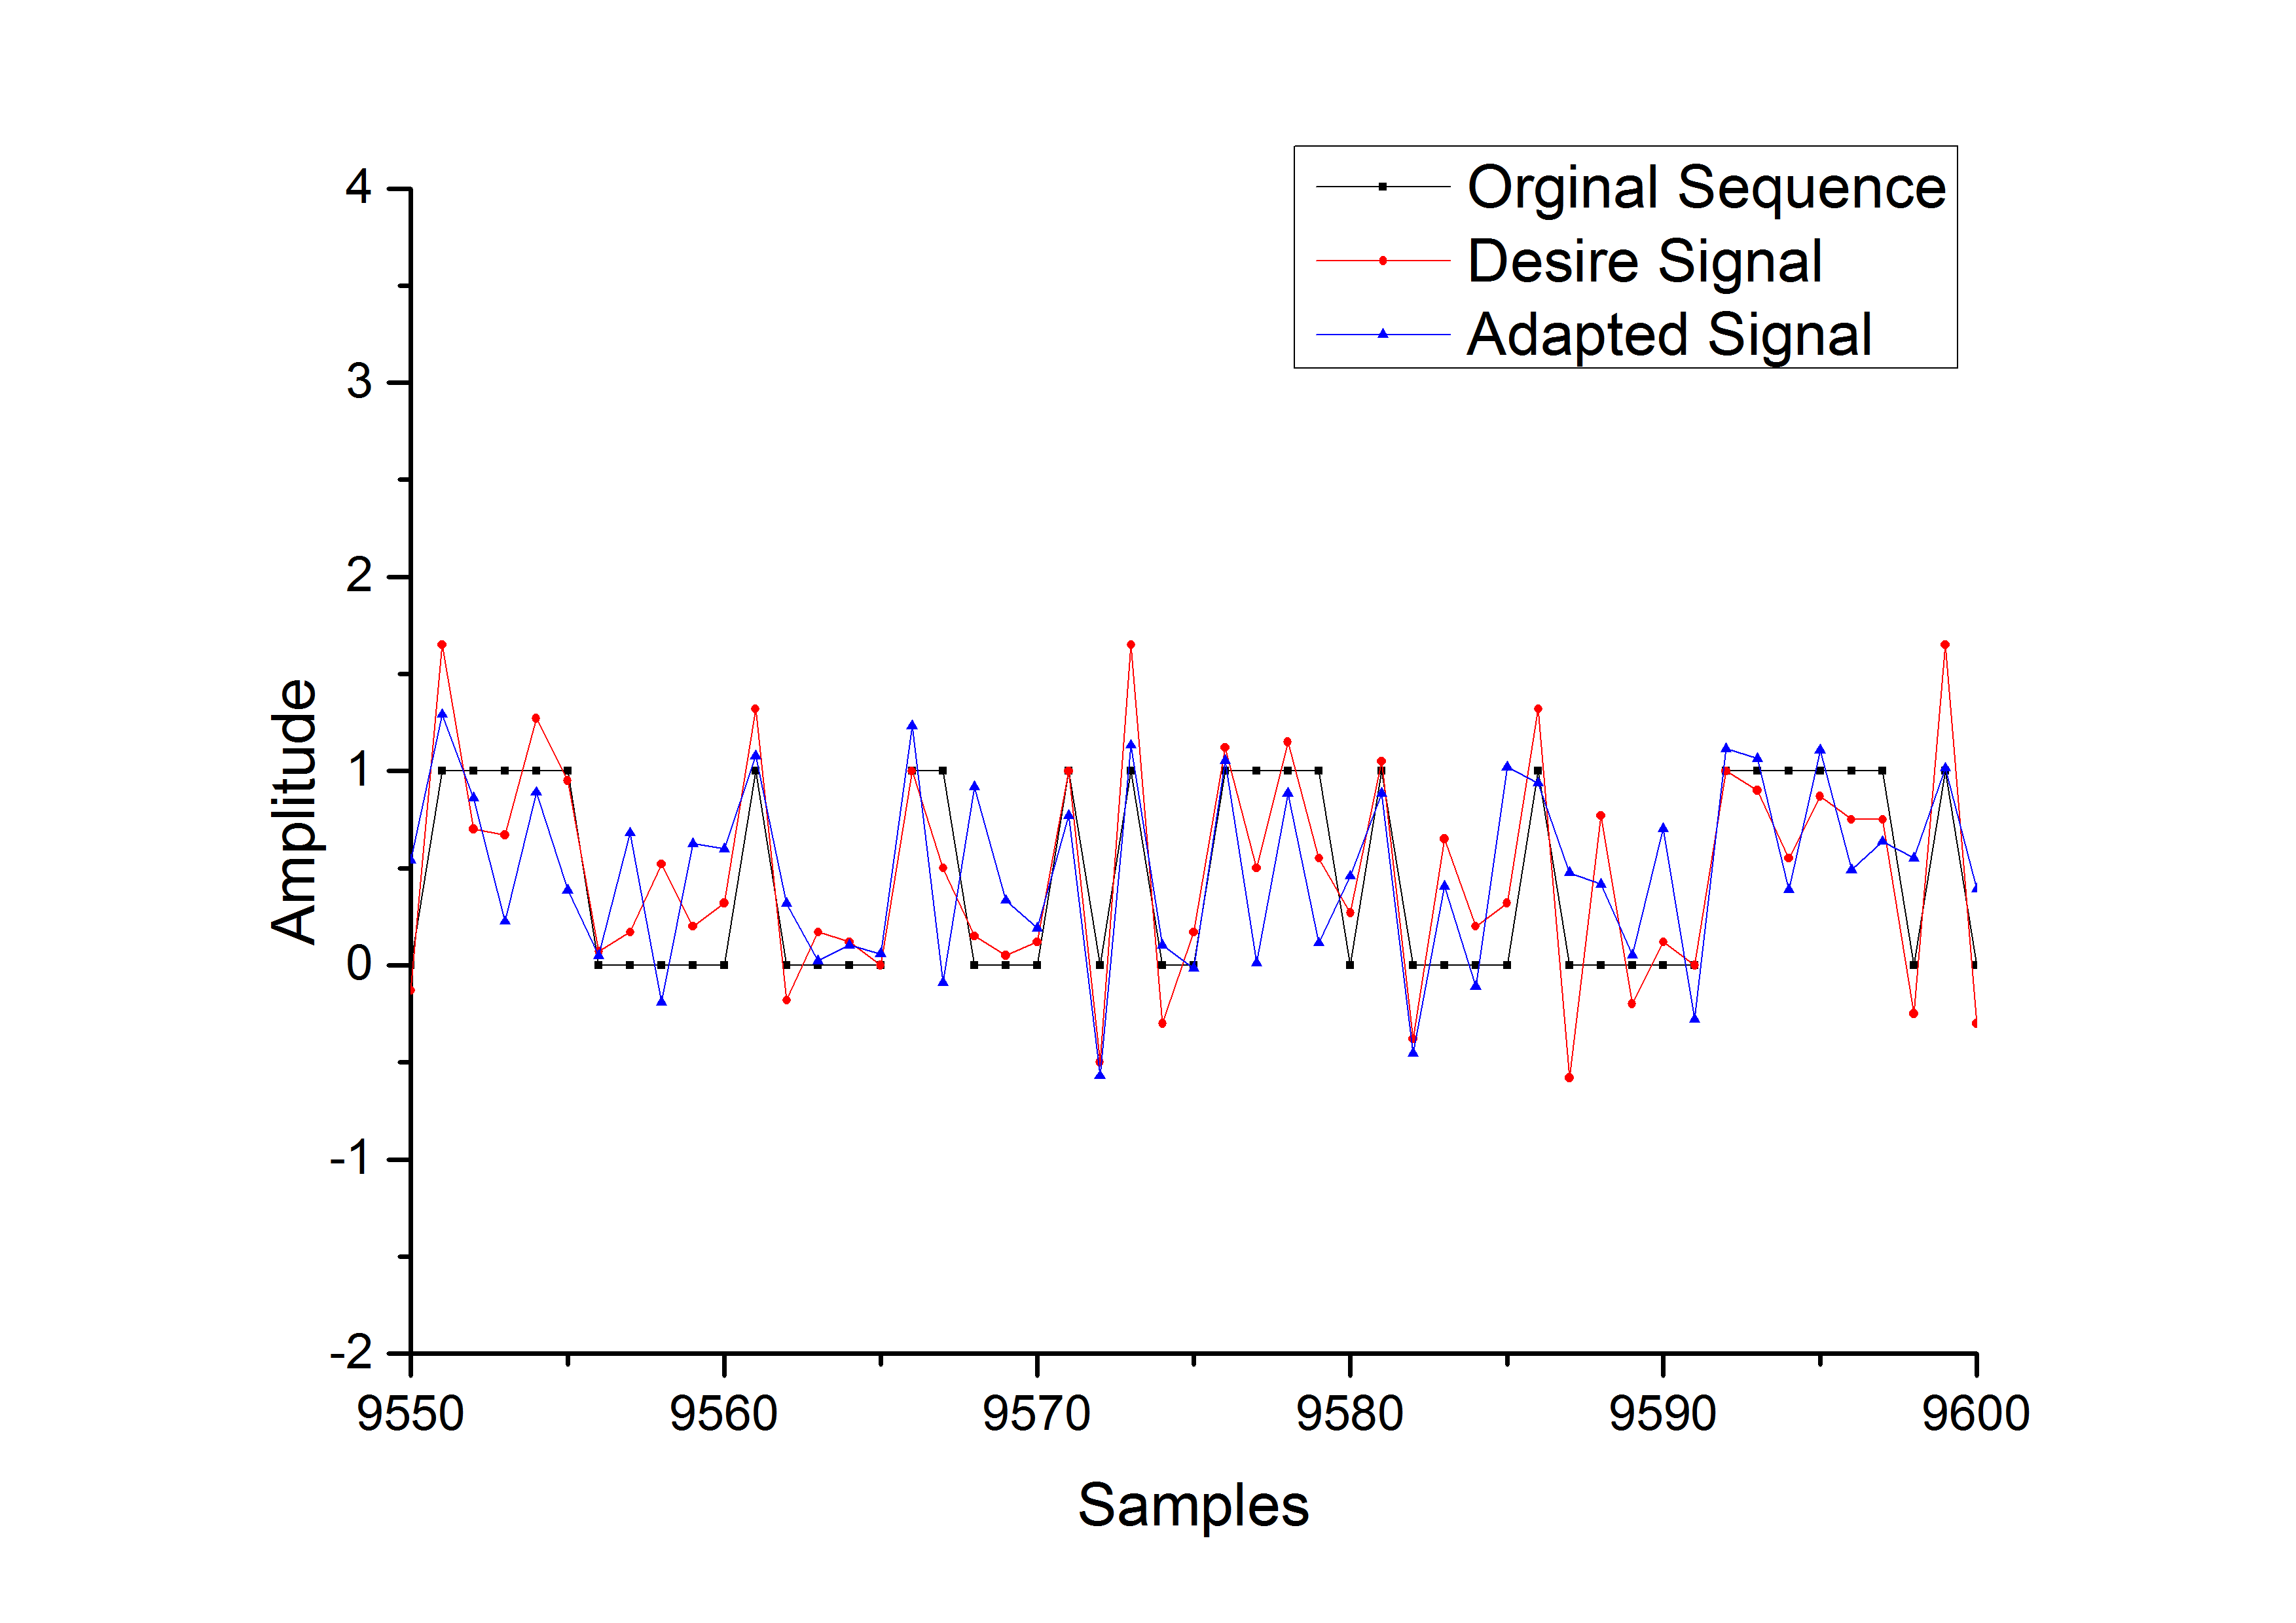 Orginal Sequence
Desire Signal
Adapted Signal
4
3
2
1
0
-1
-2
Amplitude
9550 9560 9570 9580 9590 9600
Samples